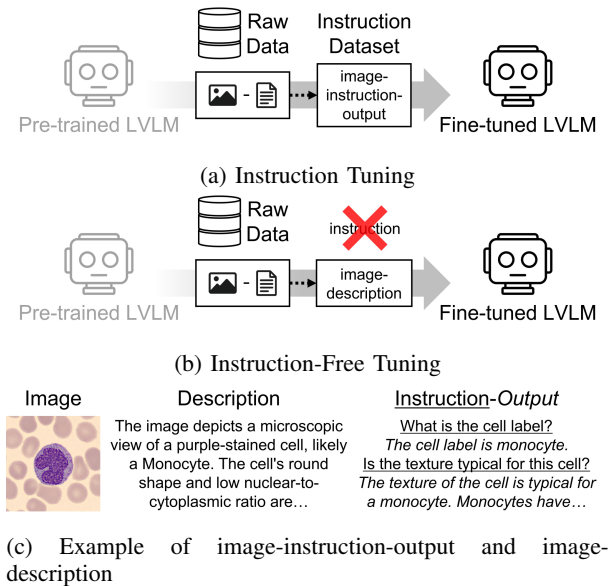 Raw Data
Instruction Dataset
image-instruction-output
Pre-trained LVLM
Fine-tuned LVLM
(a) Instruction Tuning
Raw Data
instruction
image-description
Pre-trained LVLM
Fine-tuned LVLM
(b) Instruction-Free Tuning
Image
Description
Instruction-Output
The image depicts a microscopic
view of a purple-stained cell, likely
a Monocyte. The cell's round
shape and low nuclear-to-
cytoplasmic ratio are…
What is the cell label?
The cell label is monocyte.
Is the texture typical for this cell?
The texture of the cell is typical for
a monocyte. Monocytes have…
(c) Example of image-instruction-output and image-
description